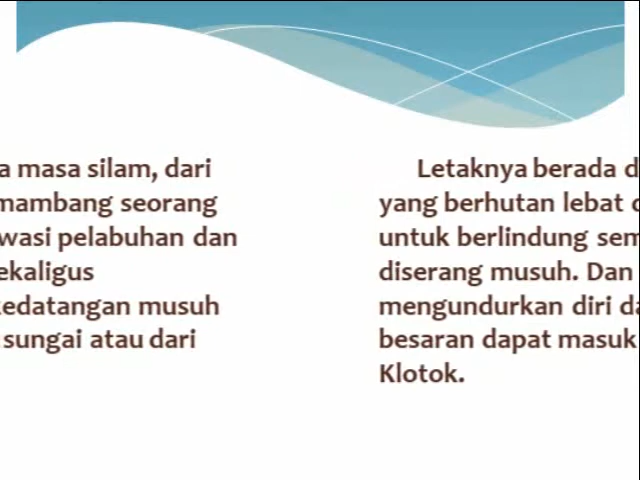 a masa silam, dari
mambang seorang
wasi pelabuhan dan
ekaligus
kedatangan musuh
sungai atau dari
Letaknya berada d
yang berhutan lebat d
untuk berlindung sem
diserang musuh. Dan
mengundurkan diri da
besaran dapat masuk
Klotok.